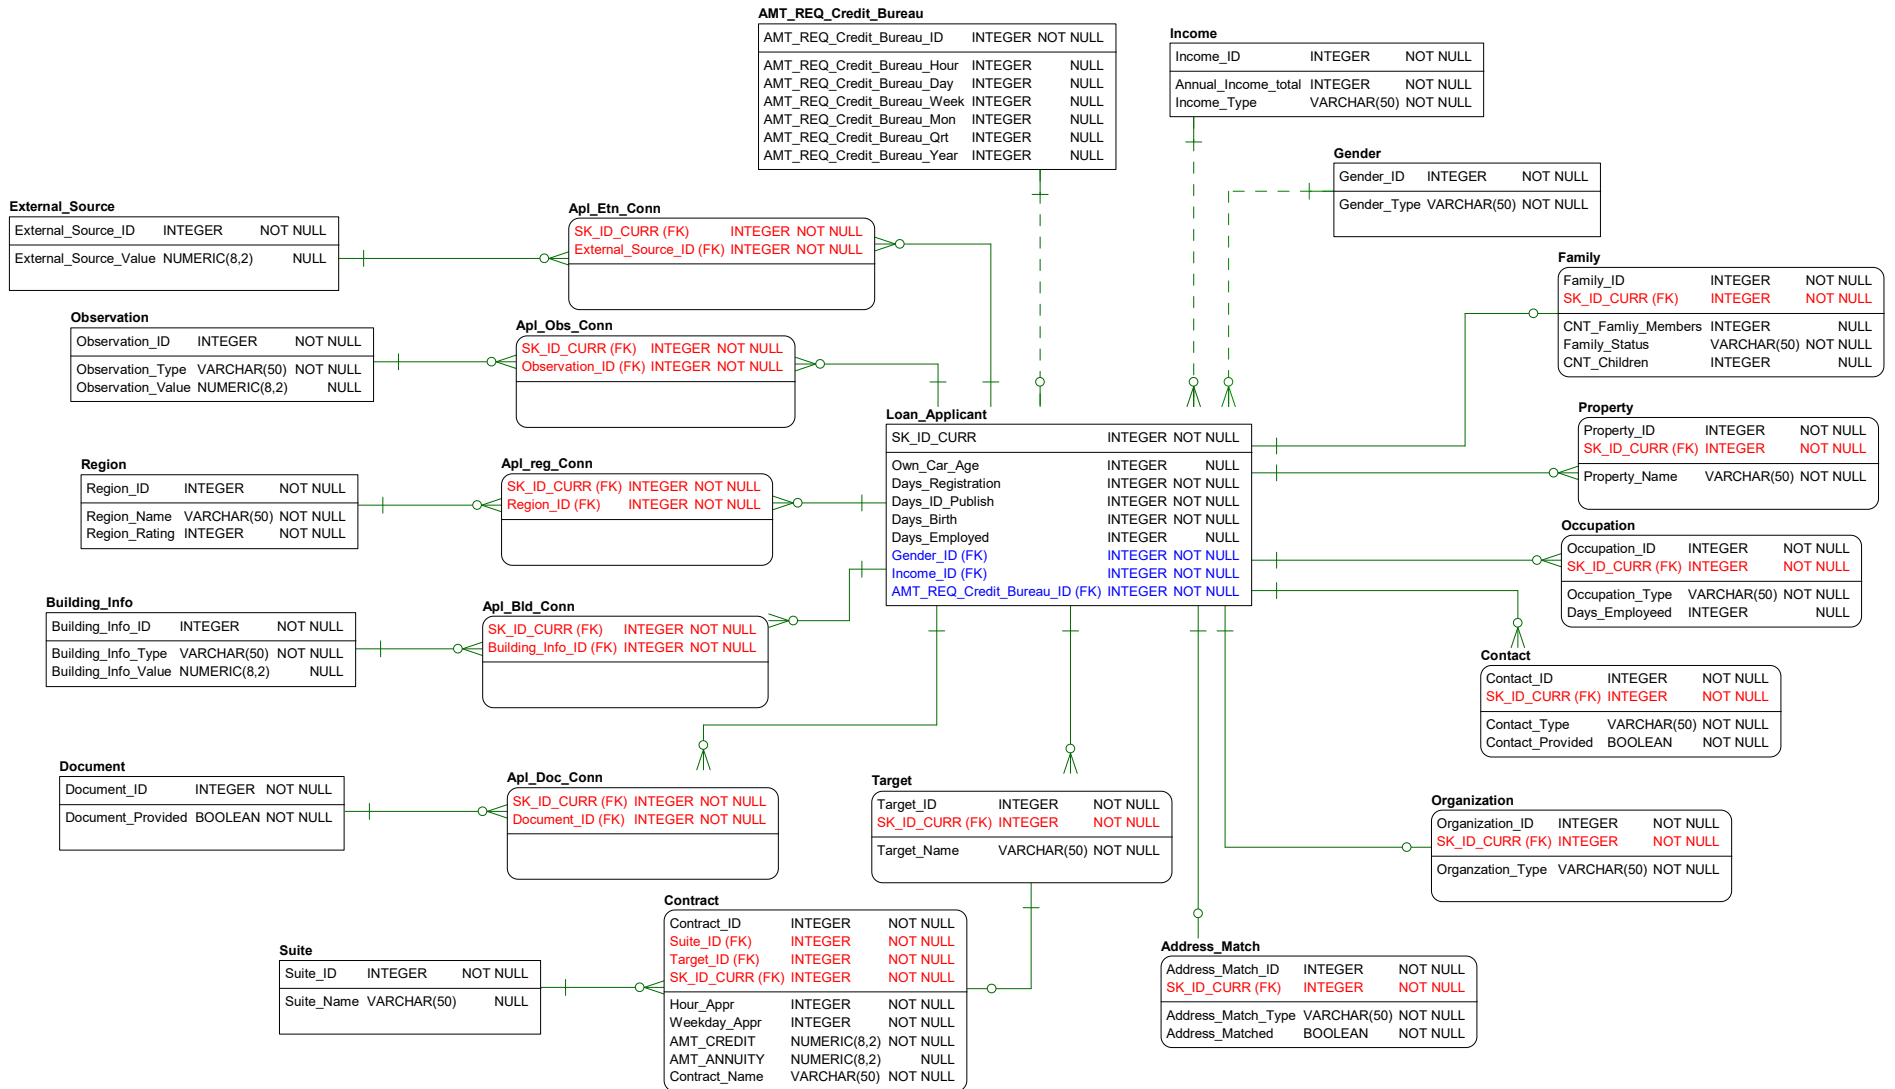 AMT_REQ_Credit_Bureau
AMT_REQ_Credit_Bureau_ID INTEGER NOT NULL
AMT_REQ_Credit_Bureau_Hour INTEGER NULL
AMT_REQ_Credit_Bureau_Day INTEGER NULL
AMT_REQ_Credit_Bureau_Week INTEGER NULL
AMT_REQ_Credit_Bureau_Mon INTEGER NULL
AMT_REQ_Credit_Bureau_Qrt INTEGER NULL
AMT_REQ_Credit_Bureau_Year INTEGER NULL
Income
Income_ID INTEGER NOT NULL
Annual_Income_total INTEGER NOT NULL
Income_Type VARCHAR(50) NOT NULL
Gender
Gender_ID INTEGER NOT NULL
Gender_Type VARCHAR(50) NOT NULL
External_Source
External_Source_ID INTEGER NOT NULL
External_Source_Value NUMERIC(8,2) NULL
Apl_Etn_Conn
SK_ID_CURR (FK) INTEGER NOT NULL
External_Source_ID (FK) INTEGER NOT NULL
Family
Family_ID INTEGER NOT NULL
SK_ID_CURR (FK) INTEGER NOT NULL
CNT_Famliy_Members INTEGER NULL
Family_Status VARCHAR(50) NOT NULL
CNT_Children INTEGER NULL
Observation
Observation_ID INTEGER NOT NULL
Observation_Type VARCHAR(50) NOT NULL
Observation_Value NUMERIC(8,2) NULL
Apl_Obs_Conn
SK_ID_CURR (FK) INTEGER NOT NULL
Observation_ID (FK) INTEGER NOT NULL
Loan_Applicant
SK_ID_CURR INTEGER NOT NULL
Own_Car_Age INTEGER NULL
Days_Registration INTEGER NOT NULL
Days_ID_Publish INTEGER NOT NULL
Days_Birth INTEGER NOT NULL
Days_Employed INTEGER NULL
Gender_ID (FK) INTEGER NOT NULL
Income_ID (FK) INTEGER NOT NULL
AMT_REQ_Credit_Bureau_ID (FK) INTEGER NOT NULL
Property
Property_ID INTEGER NOT NULL
SK_ID_CURR (FK) INTEGER NOT NULL
Property_Name VARCHAR(50) NOT NULL
Region
Region_ID INTEGER NOT NULL
Region_Name VARCHAR(50) NOT NULL
Region_Rating INTEGER NOT NULL
Apl_reg_Conn
SK_ID_CURR (FK) INTEGER NOT NULL
Region_ID (FK) INTEGER NOT NULL
Occupation
Occupation_ID INTEGER NOT NULL
SK_ID_CURR (FK) INTEGER NOT NULL
Occupation_Type VARCHAR(50) NOT NULL
Days_Employeed INTEGER NULL
Building_Info
Building_Info_ID INTEGER NOT NULL
Building_Info_Type VARCHAR(50) NOT NULL
Building_Info_Value NUMERIC(8,2) NULL
Apl_Bld_Conn
SK_ID_CURR (FK) INTEGER NOT NULL
Building_Info_ID (FK) INTEGER NOT NULL
Contact
Contact_ID INTEGER NOT NULL
SK_ID_CURR (FK) INTEGER NOT NULL
Contact_Type VARCHAR(50) NOT NULL
Contact_Provided BOOLEAN NOT NULL
Document
Document_ID INTEGER NOT NULL
Document_Provided BOOLEAN NOT NULL
Apl_Doc_Conn
SK_ID_CURR (FK) INTEGER NOT NULL
Document_ID (FK) INTEGER NOT NULL
Target
Target_ID INTEGER NOT NULL
SK_ID_CURR (FK) INTEGER NOT NULL
Target_Name VARCHAR(50) NOT NULL
Organization
Organization_ID INTEGER NOT NULL
SK_ID_CURR (FK) INTEGER NOT NULL
Organzation_Type VARCHAR(50) NOT NULL
Contract
Contract_ID INTEGER NOT NULL
Suite_ID (FK) INTEGER NOT NULL
Target_ID (FK) INTEGER NOT NULL
SK_ID_CURR (FK) INTEGER NOT NULL
Hour_Appr INTEGER NOT NULL
Weekday_Appr INTEGER NOT NULL
AMT_CREDIT NUMERIC(8,2) NOT NULL
AMT_ANNUITY NUMERIC(8,2) NULL
Contract_Name VARCHAR(50) NOT NULL
Suite
Suite_ID INTEGER NOT NULL
Suite_Name VARCHAR(50) NULL
Address_Match
Address_Match_ID INTEGER NOT NULL
SK_ID_CURR (FK) INTEGER NOT NULL
Address_Match_Type VARCHAR(50) NOT NULL
Address_Matched BOOLEAN NOT NULL